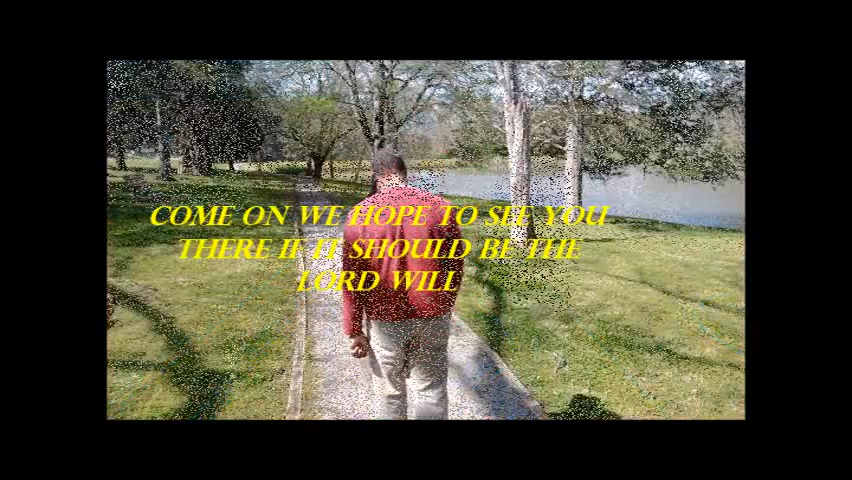 COME ON WE HOPE TO SEE YOU
THERE IF IT SHOULD BE THE
LORD WILL